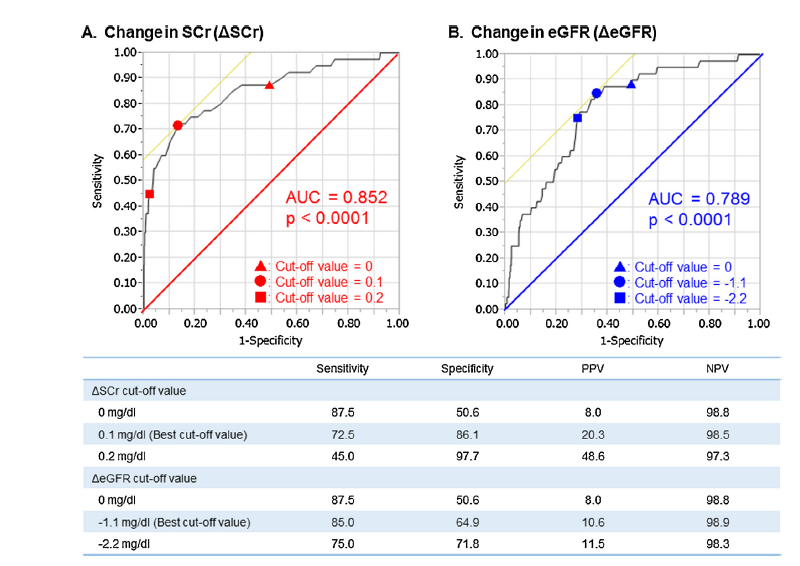 A. Change in SCr (ΔSCr)
1.00
0.90
0.80
0.70
0.60
0.50
0.40
0.30
0.20
0.10
0.00
Sensitivity
AUC = 0.852
p < 0.0001
▲: Cut-off value = 0
●: Cut-off value = 0.1
■: Cut-off value = 0.2
0.00 0.20 0.40 0.60 0.80 1.00
1-Specificity
B. Change in eGFR (ΔeGFR)
1.00
0.90
0.80
0.70
0.60
0.50
0.40
0.30
0.20
0.10
0.00
Sensitivity
AUC = 0.789
p < 0.0001
▲: Cut-off value = 0
●: Cut-off value = -1.1
■: Cut-off value = -2.2
0.00 0.20 0.40 0.60 0.80 1.00
1-Specificity
Sensitivity Specificity PPV NPV
ΔSCr cut-off value
0 mg/dl 87.5 50.6 8.0 98.8
0.1 mg/dl (Best cut-off value) 72.5 86.1 20.3 98.5
0.2 mg/dl 45.0 97.7 48.6 97.3
ΔeGFR cut-off value
0 mg/dl 87.5 50.6 8.0 98.8
-1.1 mg/dl (Best cut-off value) 85.0 64.9 10.6 98.9
-2.2 mg/dl 75.0 71.8 11.5 98.3